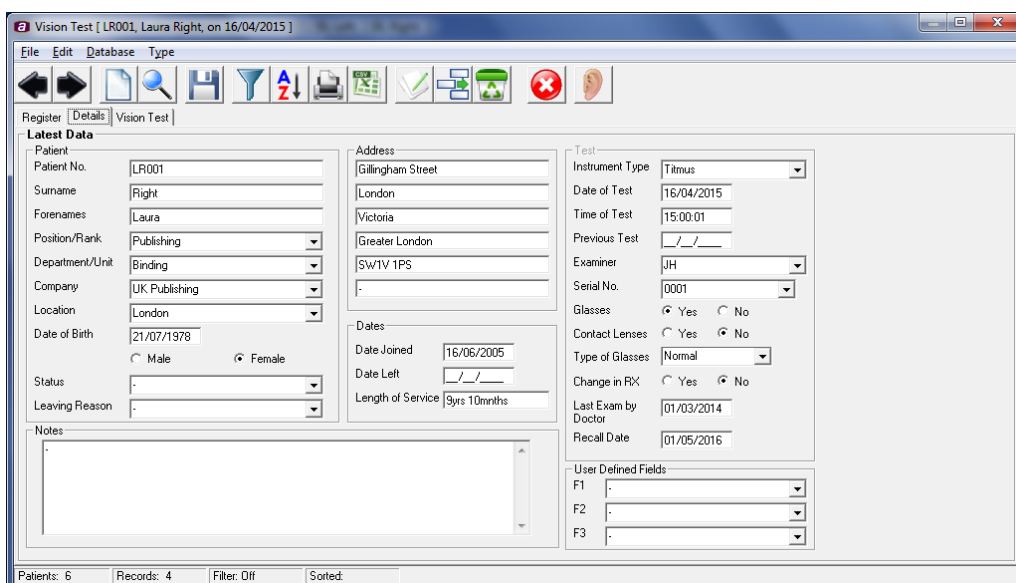 a Vision Test [ LR001, Laura Right, on 16/04/2015 ]
File Edit Database Type
A Z CSV
Register Details Vision Test
Latest Data
Patient
Patient No. LR001
Surname Right
Forenames Laura
Position/Rank Publishing
Department/Unit Binding
Company UK Publishing
Location London
Date of Birth 21/07/1978
Male Female
Status -
Leaving Reason -
Address
Gillingham Street
London
Victoria
Greater London
SW1V 1PS
-
Dates
Date Joined 16/06/2005
Date Left __/__/____
Length of Service 9yrs 10mnths
Test
Instrument Type Titmus
Date of Test 16/04/2015
Time of Test 15:00:01
Previous Test __/__/____
Examiner JH
Serial No. 0001
Glasses Yes No
Contact Lenses Yes No
Type of Glasses Normal
Change in RX Yes No
Last Exam by
Doctor 01/03/2014
Recall Date 01/05/2016
Notes
-
User Defined Fields
F1 -
F2 -
F3 -
Patients: 6 Records: 4 Filter: Off Sorted: